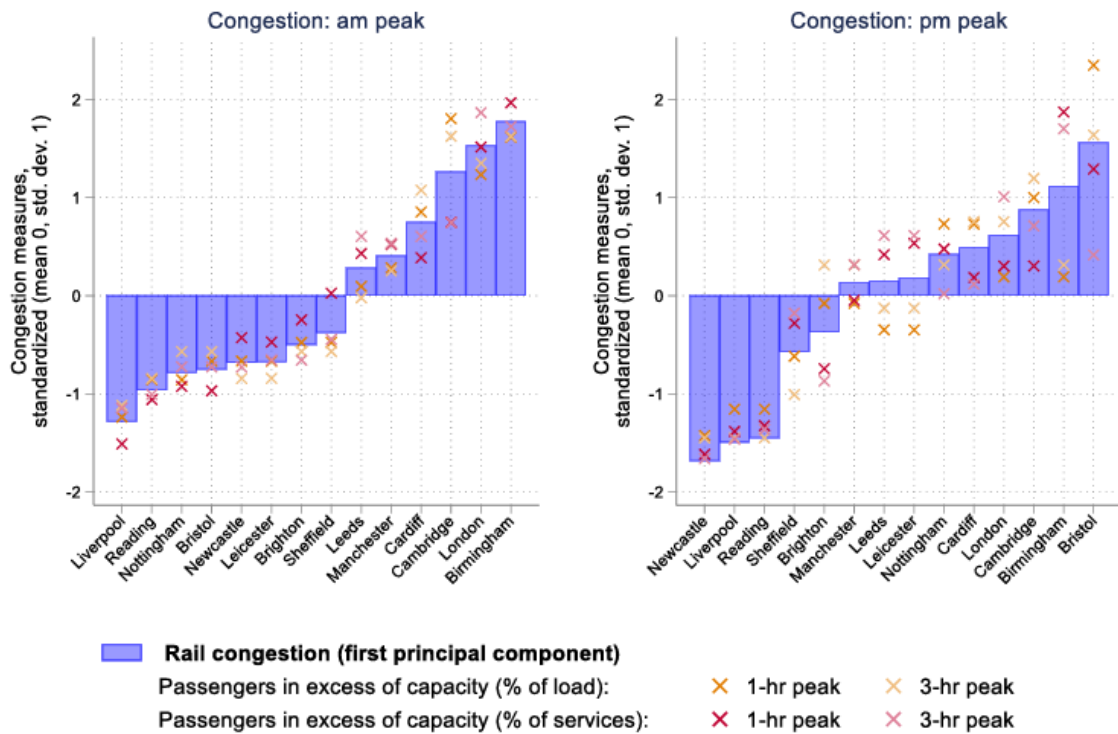 Congestion: am peak
Congestion measures,
standardized (mean 0, std. dev. 1)
2
1
0
-1
-2
Liverpool
Reading
Nottingham
Bristol
Newcastle
Leicester
Brighton
Sheffield
Leeds
Manchester
Cardiff
Cambridge
London
Birmingham
Congestion: pm peak
Congestion measures,
standardized (mean 0, std. dev. 1)
2
1
0
-1
-2
Newcastle
Liverpool
Reading
Sheffield
Brighton
Manchester
Leeds
Leicester
Nottingham
Cardiff
London
Cambridge
Birmingham
Bristol
Rail congestion (first principal component)
Passengers in excess of capacity (% of load): 1-hr peak 3-hr peak
Passengers in excess of capacity (% of services): 1-hr peak 3-hr peak